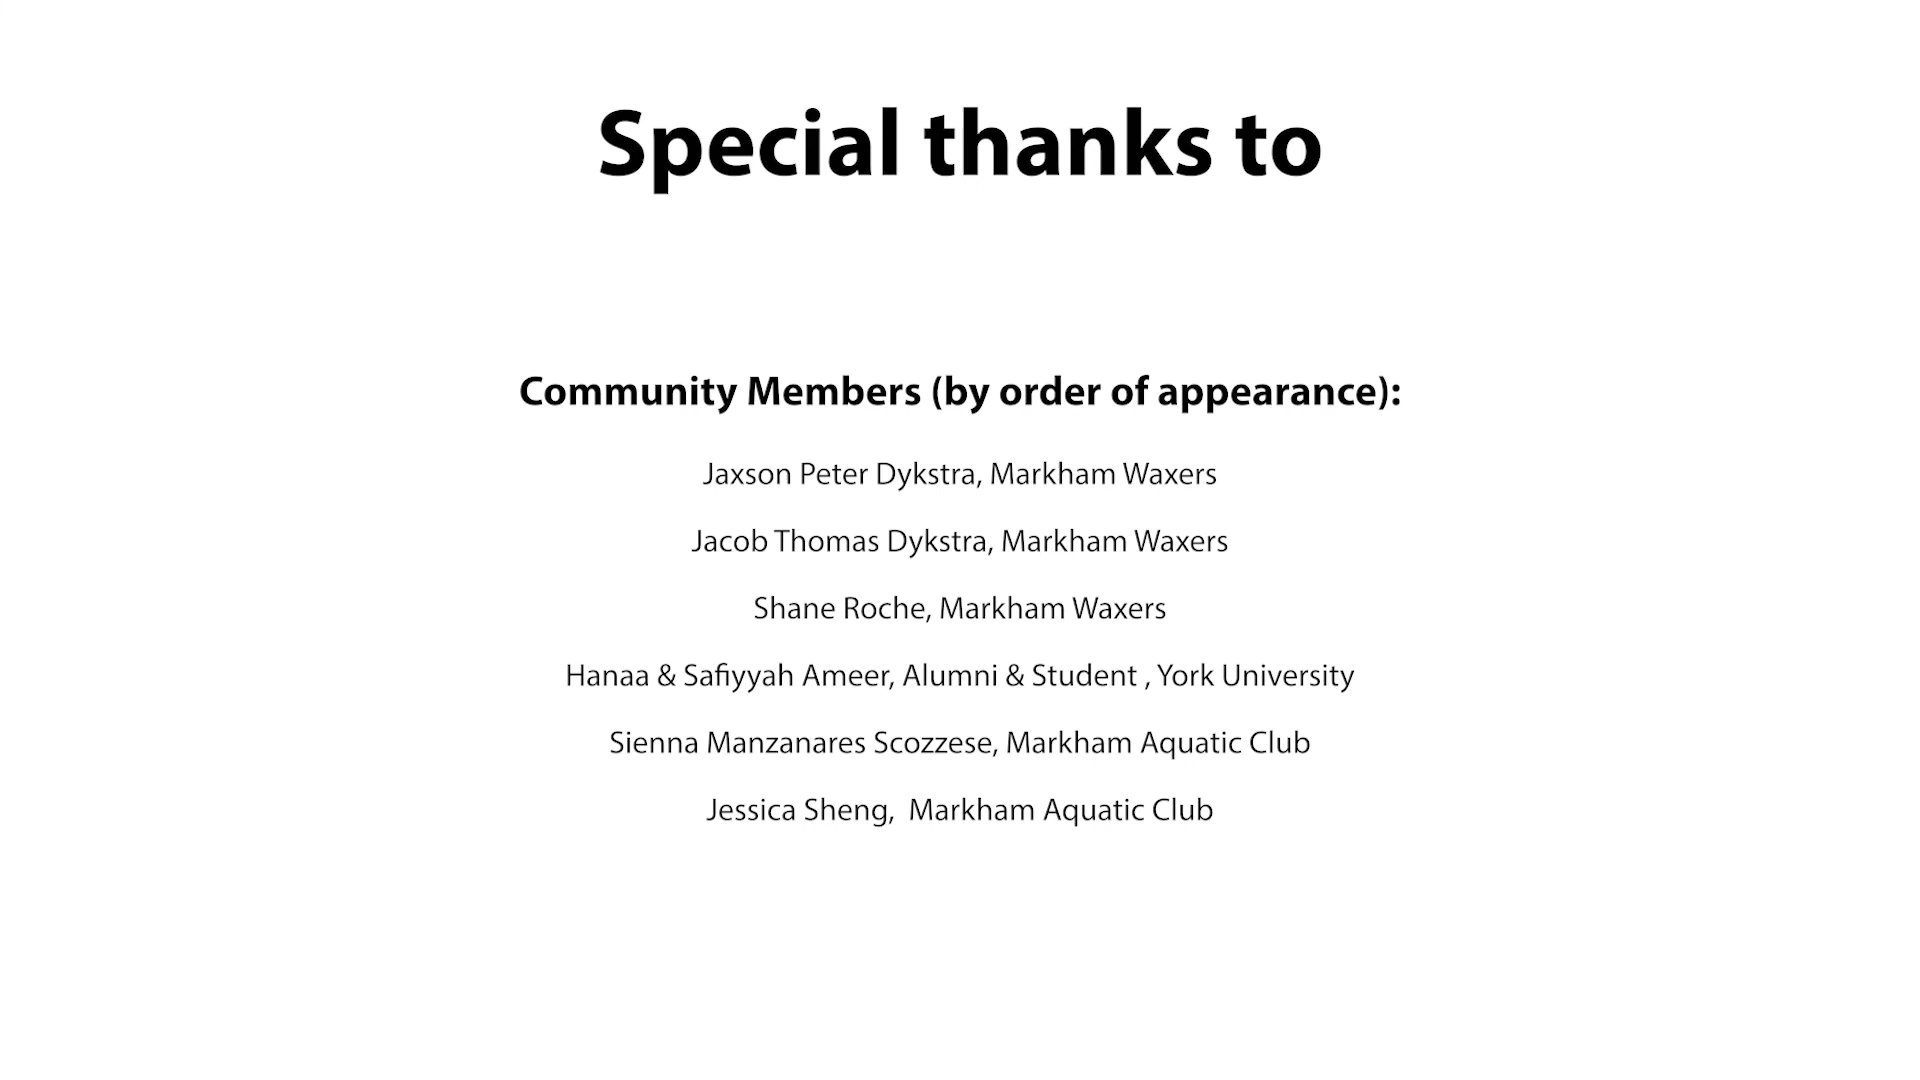 Special thanks to
Community Members (by order of appearance):
Jaxson Peter Dykstra, Markham Waxers
Jacob Thomas Dykstra, Markham Waxers
Shane Roche, Markham Waxers
Hanaa & Safiyyah Ameer, Alumni & Student , York University
Sienna Manzanares Scozzese, Markham Aquatic Club
Jessica Sheng,  Markham Aquatic Club